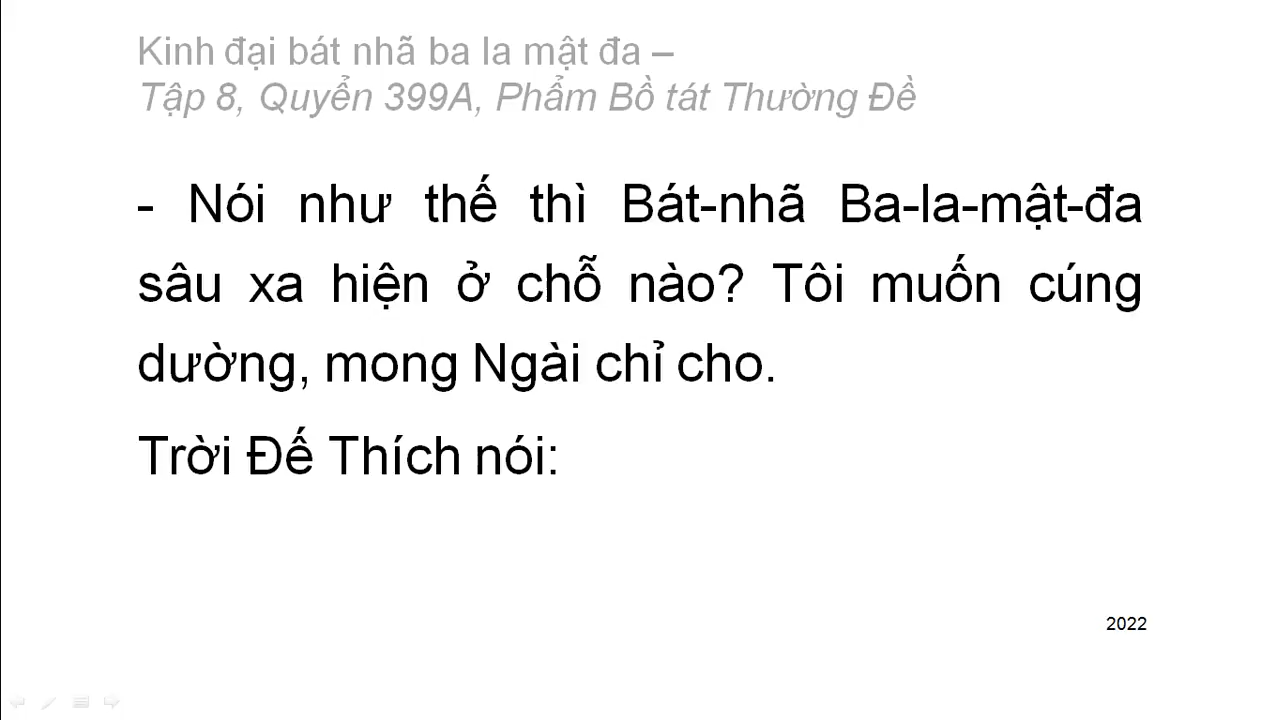 Kinh đại bát nhã ba la mật đa –
Tập 8, Quyển 399A, Phẩm Bồ tát Thường Đề
- Nói như thế thì Bát-nhã Ba-la-mật-đa
sâu xa hiện ở chỗ nào? Tôi muốn cúng
dường, mong Ngài chỉ cho.
Trời Đế Thích nói:
2022